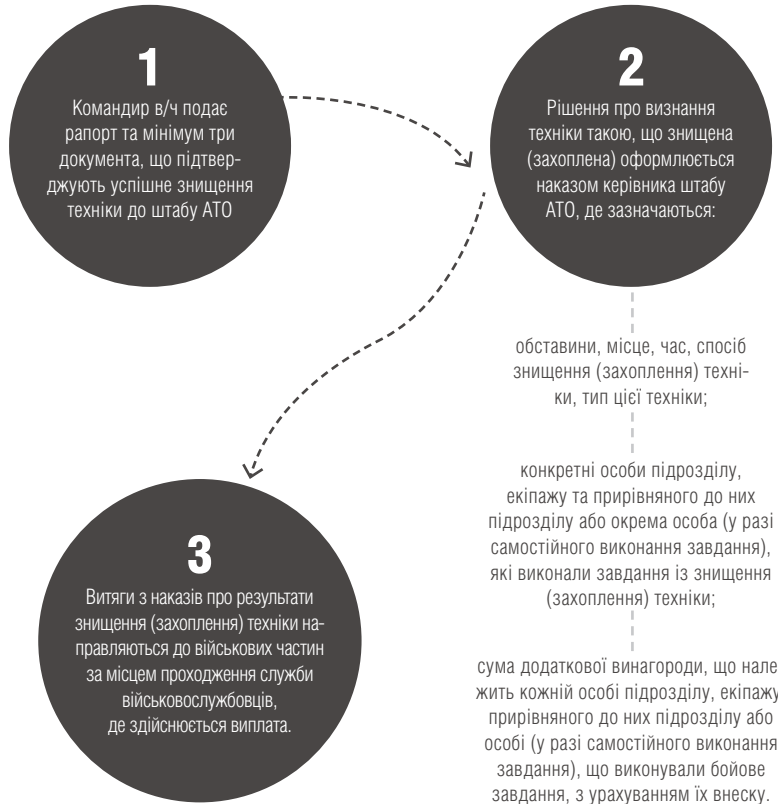 1
Командир в/ч подає
рапорт та мінімум три
документа, що підтвер-
джують успішне знищення
техніки до штабу АТО
2
Рішення про визнання
техніки такою, що знищена
(захоплена) оформлюється
наказом керівника штабу
АТО, де зазначаються:
обставини, місце, час, спосіб
знищення (захоплення) техні-
ки, тип цієї техніки;
конкретні особи підрозділу,
екіпажу та прирівняного до них
підрозділу або окрема особа (у разі
самостійного виконання завдання),
які виконали завдання із знищення
(захоплення) техніки;
сума додаткової винагороди, що нале
жить кожній особі підрозділу, екіпажу
прирівняного до них підрозділу або
особі (у разі самостійного виконання
завдання), що виконували бойове
завдання, з урахуванням їх внеску.
3
Витяги з наказів про результати
знищення (захоплення) техніки на-
правляються до військових частин
за місцем проходження служби
військовослужбовців,
де здійснюється виплата.